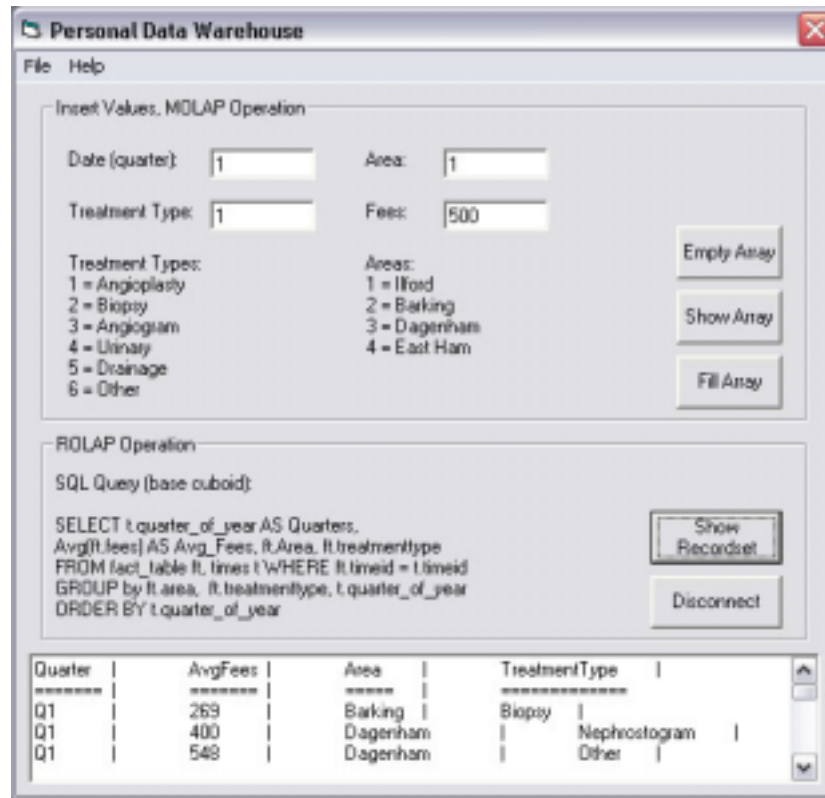 Personal Data Warehouse
File Help
Insert Values, MOLAP Operation
Date (quarter): 1 Area: 1
Treatment Type: 1 Fees: 500
Treatment Types:
1 = Angioplasty
2 = Biopsy
3 = Angiogram
4 = Urinary
5 = Drainage
6 = Other
Areas:
1 = Ilford
2 = Barking
3 = Dagenham
4 = East Ham
Empty Array
Show Array
Fill Array
ROLAP Operation
SQL Query (base cuboid):
SELECT t.quarter_of_year AS Quarters,
Avg(ft.fees) AS Avg_Fees, ft.Area, ft.treatmenttype
FROM fact_table ft, times t WHERE ft.timeid = t.timeid
GROUP by ft.area, ft.treatmenttype, t.quarter_of_year
ORDER BY t.quarter_of_year
Show
Recordset
Disconnect
Quarter | AvgFees | Area | TreatmentType |
======= | ======= | ===== | =============
Q1 | 269 | Barking | Biopsy |
Q1 | 400 | Dagenham | Nephrostogram |
Q1 | 548 | Dagenham | Other |